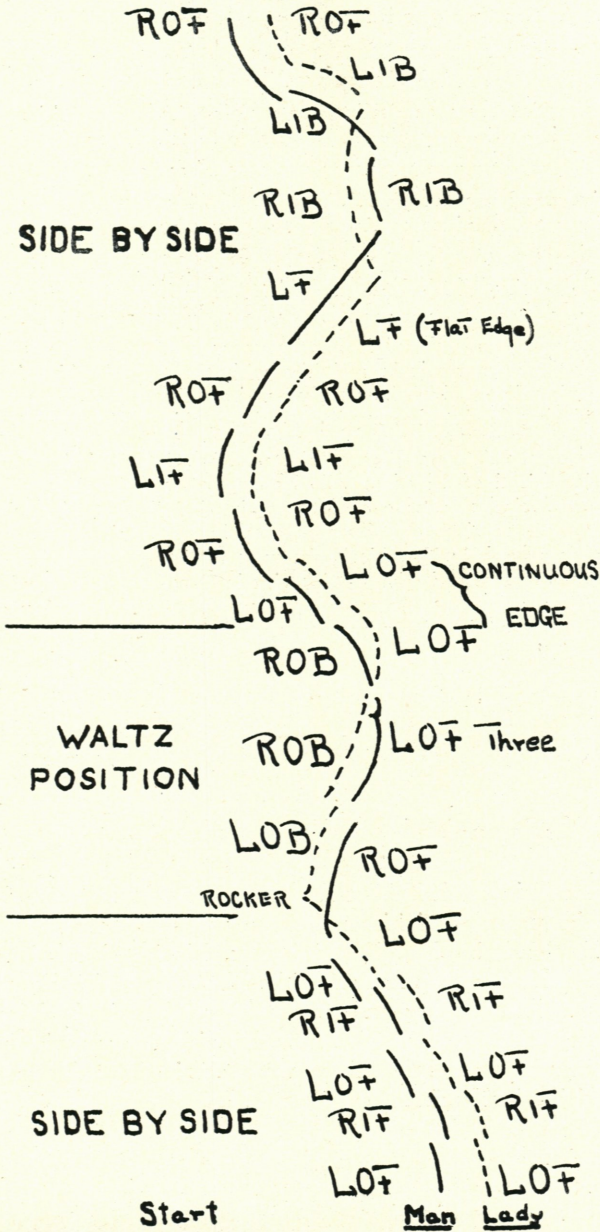 ROF ROF
LIB
LIB
RIB RIB
SIDE BY SIDE
LF
LF (Flat Edge)
ROF ROF
LIF LIF
ROF
ROF
LOF CONTINUOUS
LOF EDGE
LOF
ROB
WALTZ
POSITION
ROB LOF Three
LOB
ROF
ROCKER
LOF
LOF
RIF RIF
LOF LOF
RIF RIF
SIDE BY SIDE
LOF LOF
Start Man Lady